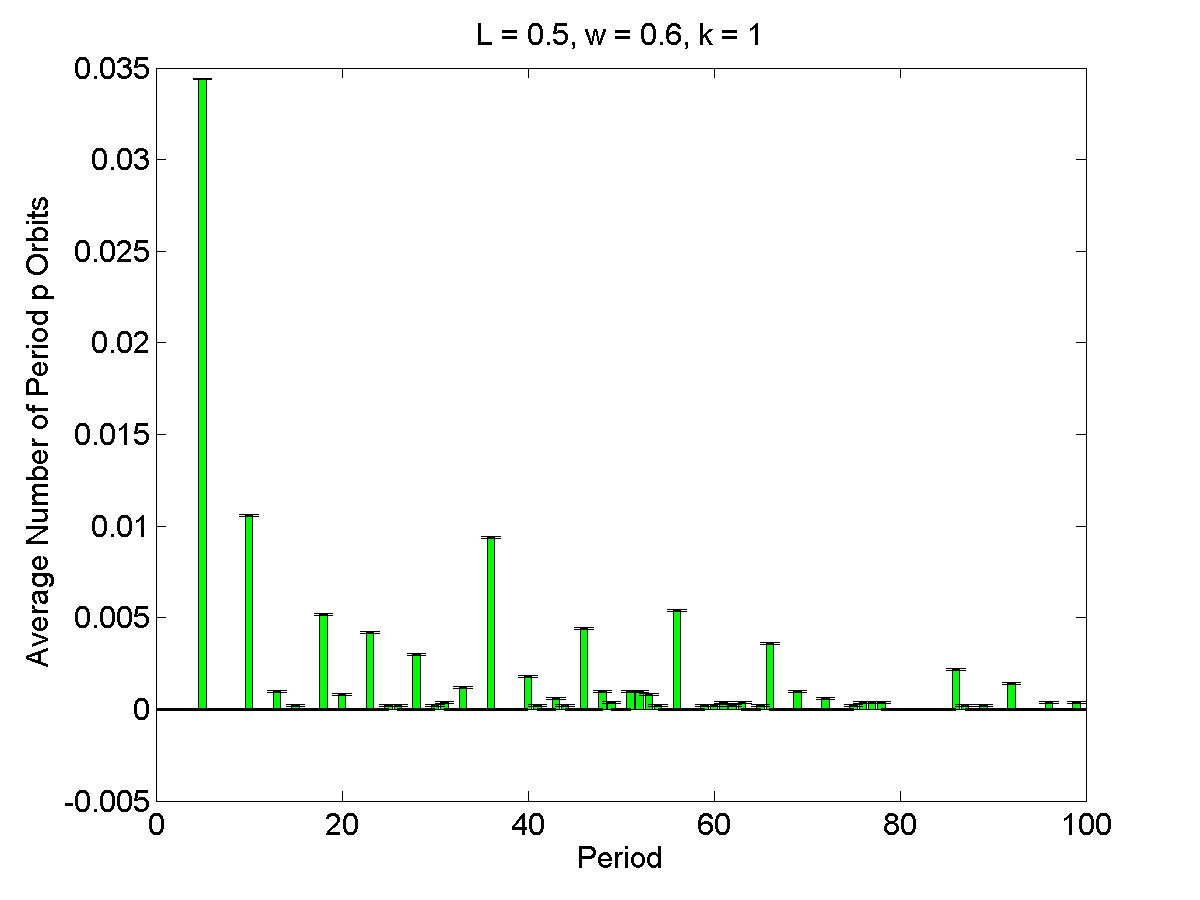 L = 0.5, w = 0.6, k = 1
0.035
0.03
0.025
0.02
0.015
0.01
0.005
0
-0.005
Average Number of Period p Orbits
0 20 40 60 80 100
Period